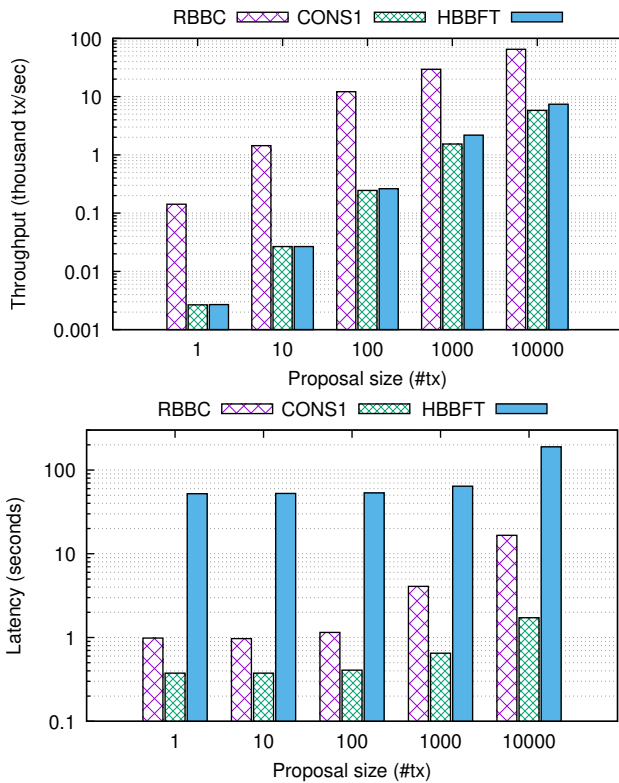 RBBC CONS1 HBBFT
100
10
1
0.1
0.01
0.001
Throughput (thousand tx/sec)
1 10 100 1000 10000
Proposal size (#tx)
RBBC CONS1 HBBFT
100
10
1
0.1
Latency (seconds)
1 10 100 1000 10000
Proposal size (#tx)